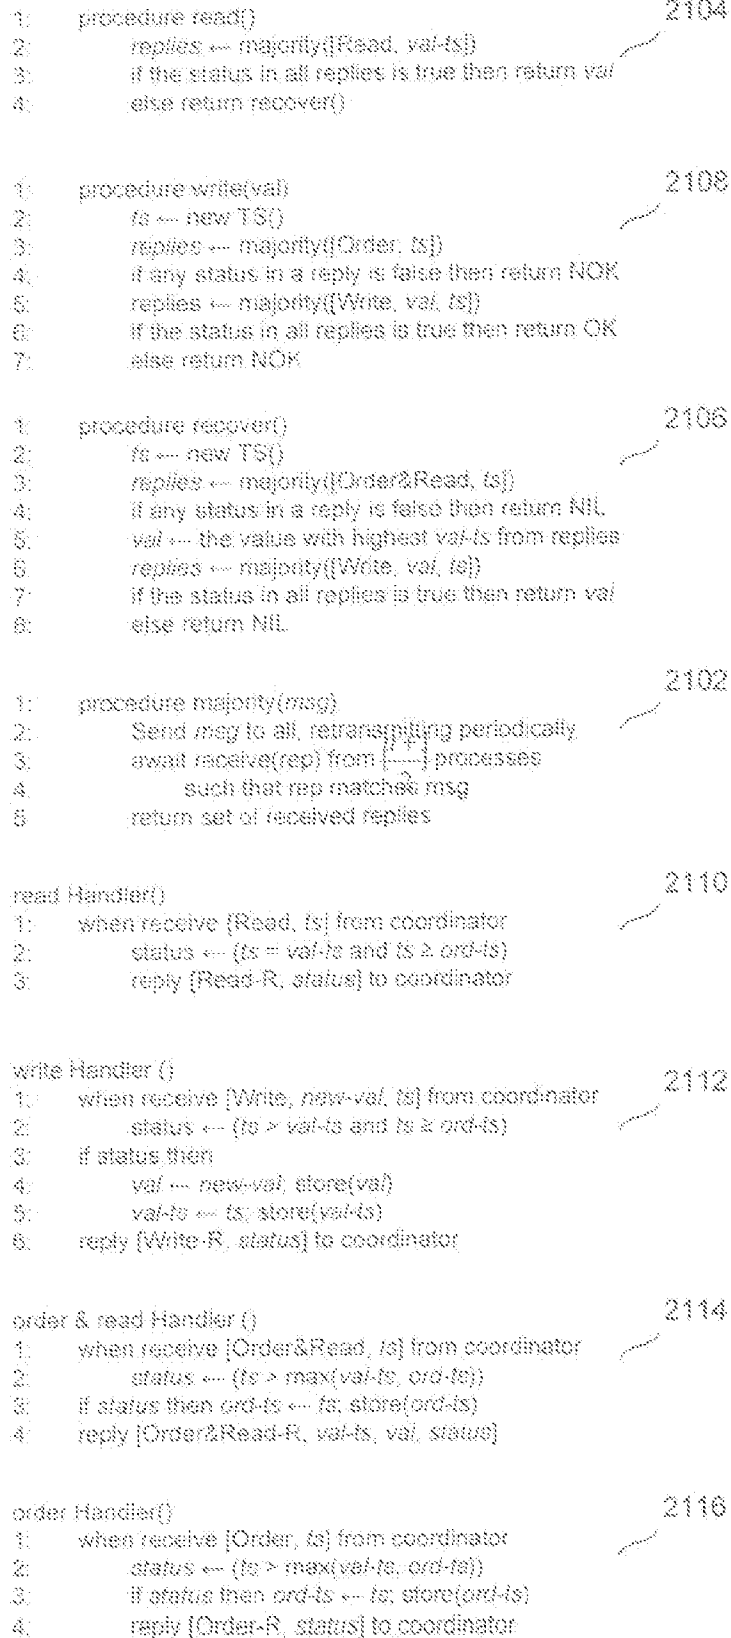 2104
1: procedure read()
2: replies ← majority([Read, val-ts])
3: if the status in all replies is true then return val
4: else return recover()
2108
1: procedure write(val)
2: ts ← new TS()
3: replies ← majority([Order, ts])
4: if any status in a reply is false then return NOK
5: replies ← majority([Write, val, ts])
6: if the status in all replies is true then return OK
7: else return NOK
2106
1: procedure recover()
2: ts ← new TS()
3: replies ← majority([Order&Read, ts])
4: if any status in a reply is false then return NIL
5: val ← the value with highest val-ts from replies
6 replies ← majority([Write, val, ts])
7: if the status in all replies is true then return val
8: else return NIL
2102
1: procedure majority(msg)
2: Send msg to all, retransmitting periodically
3: await receive(rep) from processes
4. such that rep matches msg
5 return set of received replies
2110
read Handler()
1: when receive [Read, ts] from coordinator
2: status ← (ts = val-ts and ts ≥ ord-ts)
3: reply [Read-R, status] to coordinator
2112
write Handler ()
1: when receive [Write, new-val, ts] from coordinator
2: status ← (ts > val-ts and ts ≥ ord-ts)
3: if status then
4: val ← new-val; store(val)
5: val-ts ← ts; store(val-ts)
6: reply [Write-R, status] to coordinator
2114
order & read Handler ()
1: when receive [Order&Read, ts] from coordinator
2: status ← (ts > max(val-ts, ord-ts))
3: if status then ord-ts ← ts; store(ord-ts)
4: reply [Order&Read-R, val-ts, val, status]
2116
order Handler()
1: when receive [Order, ts] from coordinator
2: status ← (ts > max(val-ts, ord-ts))
3: if status then ord-ts ← ts; store(ord-ts)
4: reply [Order-R, status] to coordinator